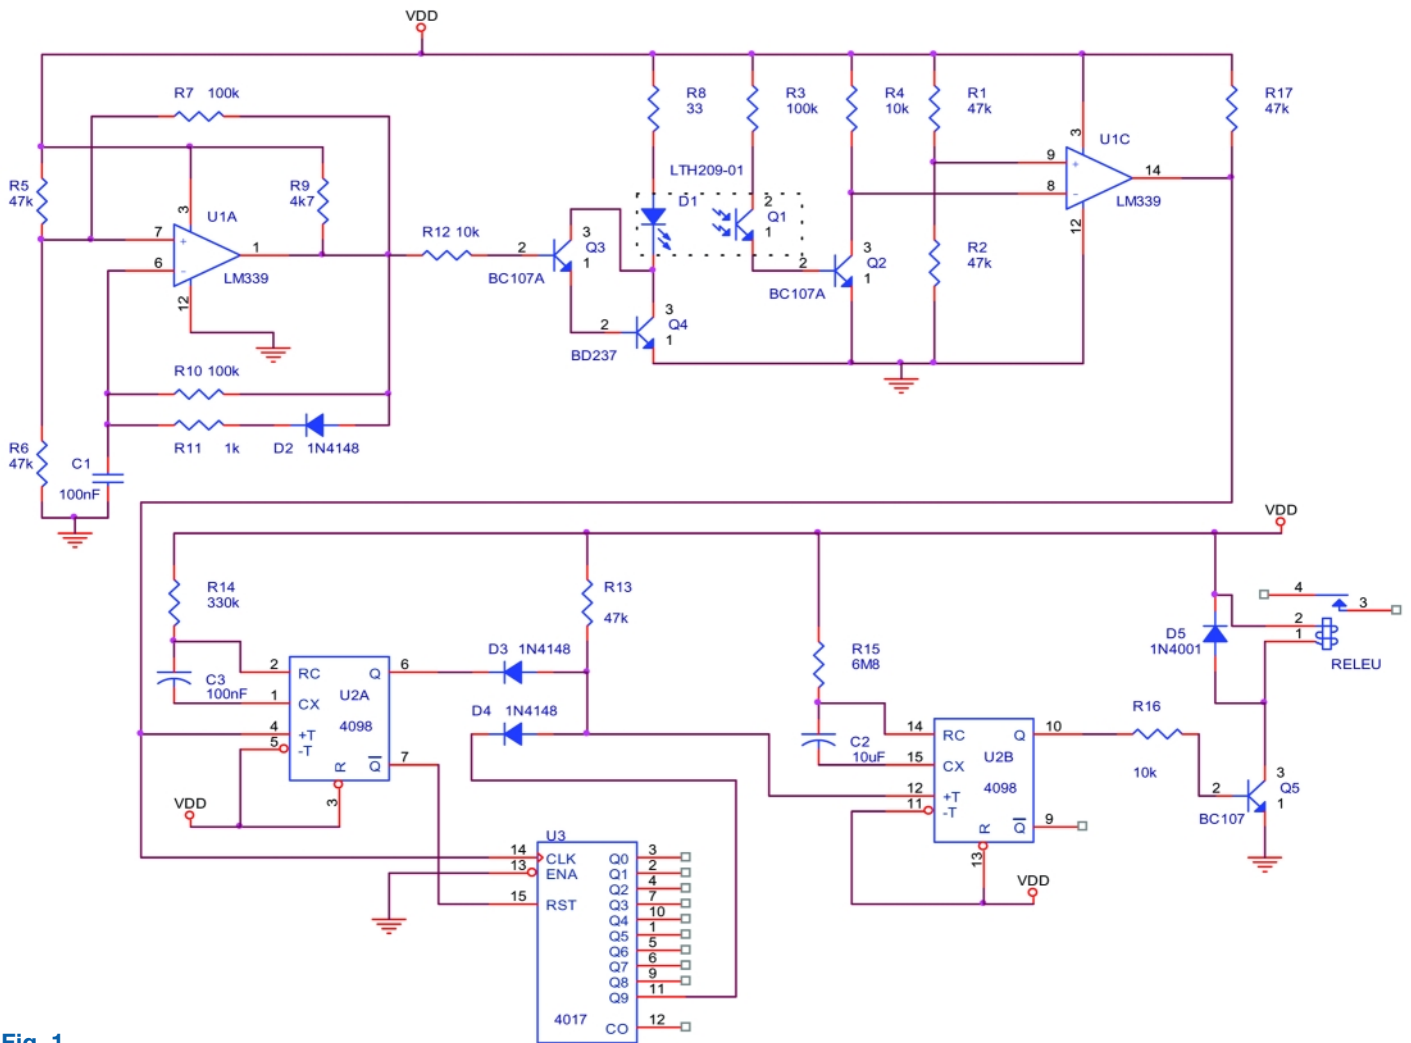 VDD
R7 100k
R8
33
R3
100k
R4
10k
R1
47k
R17
47k
R5
47k
3
R9
4k7
U1A
7
+
6
-
1
LM339
12
R12 10k
2
3
Q3
1
BC107A
LTH209-01
D1
2
Q1
1
2
3
Q2
1
BC107A
3
U1C
9
+
8
-
14
LM339
12
R2
47k
2
3
Q4
1
BD237
R10 100k
R11 1k
D2 1N4148
R6
47k
C1
100nF
VDD
R14
330k
C3
100nF
R13
47k
D3 1N4148
D4 1N4148
2
RC
Q
6
1
CX
U2A
4098
4
+T
5
-T
R
Q
7
3
VDD
R15
6M8
C2
10uF
14
RC
Q
10
15
CX
U2B
4098
12
+T
11
-T
R
Q
9
13
VDD
D5
1N4001
4
3
2
1
RELEU
R16
10k
2
3
Q5
1
BC107
U3
14
CLK
13
ENA
15
RST
Q0
3
Q1
2
Q2
4
Q3
7
Q4
10
Q5
1
Q6
5
Q7
6
Q8
9
Q9
11
CO
12
4017
Fig. 1